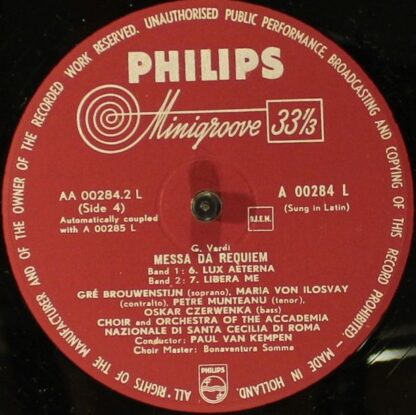 ALL RIGHTS OF THE MANUFACTURER AND OF THE OWNER OF THE RECORDED WORK RESERVED. UNAUTHORISED PUBLIC PERFORMANCE, BROADCASTING AND COPYING OF THIS RECORD PROHIBITED – MADE IN HOLLAND.
PHILIPS
Minigroove 33⅓
AA 00284.2 L
(Side 4)
Automatically coupled
with A 00285 L
B.I.E.M.
A 00284 L
(Sung in Latin)
G. Verdi
MESSA DA REQUIEM
Band 1: 6. LUX AETERNA
Band 2: 7. LIBERA ME
GRÉ BROUWENSTIJN (soprano), MARIA VON ILOSVAY
(contralto), PETRE MUNTEANU (tenor),
OSKAR CZERWENKA (bass)
CHOIR and ORCHESTRA OF THE ACCADEMIA
NAZIONALE DI SANTA CECILIA DI ROMA
Conductor: PAUL VAN KEMPEN
Choir Master: Bonaventura Somma
PHILIPS